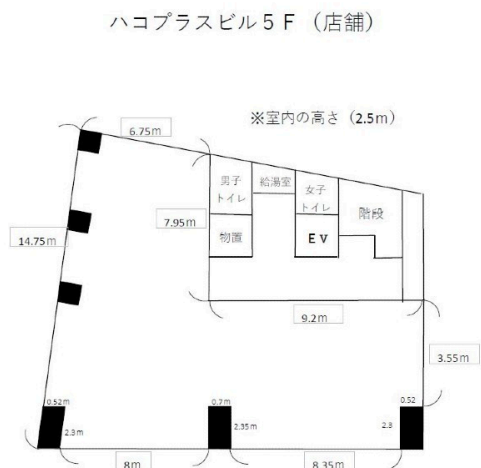 ハコプラスビル５Ｆ（店舗）
※室内の高さ（2.5m）
6.75m
男子
トイレ
給湯室
女子
トイレ
階段
7.95m
物置
ＥＶ
14.75m
9.2m
3.55m
0.52m
0.7m
0.52
2.3m
2.35m
2.3
8m
8.35m